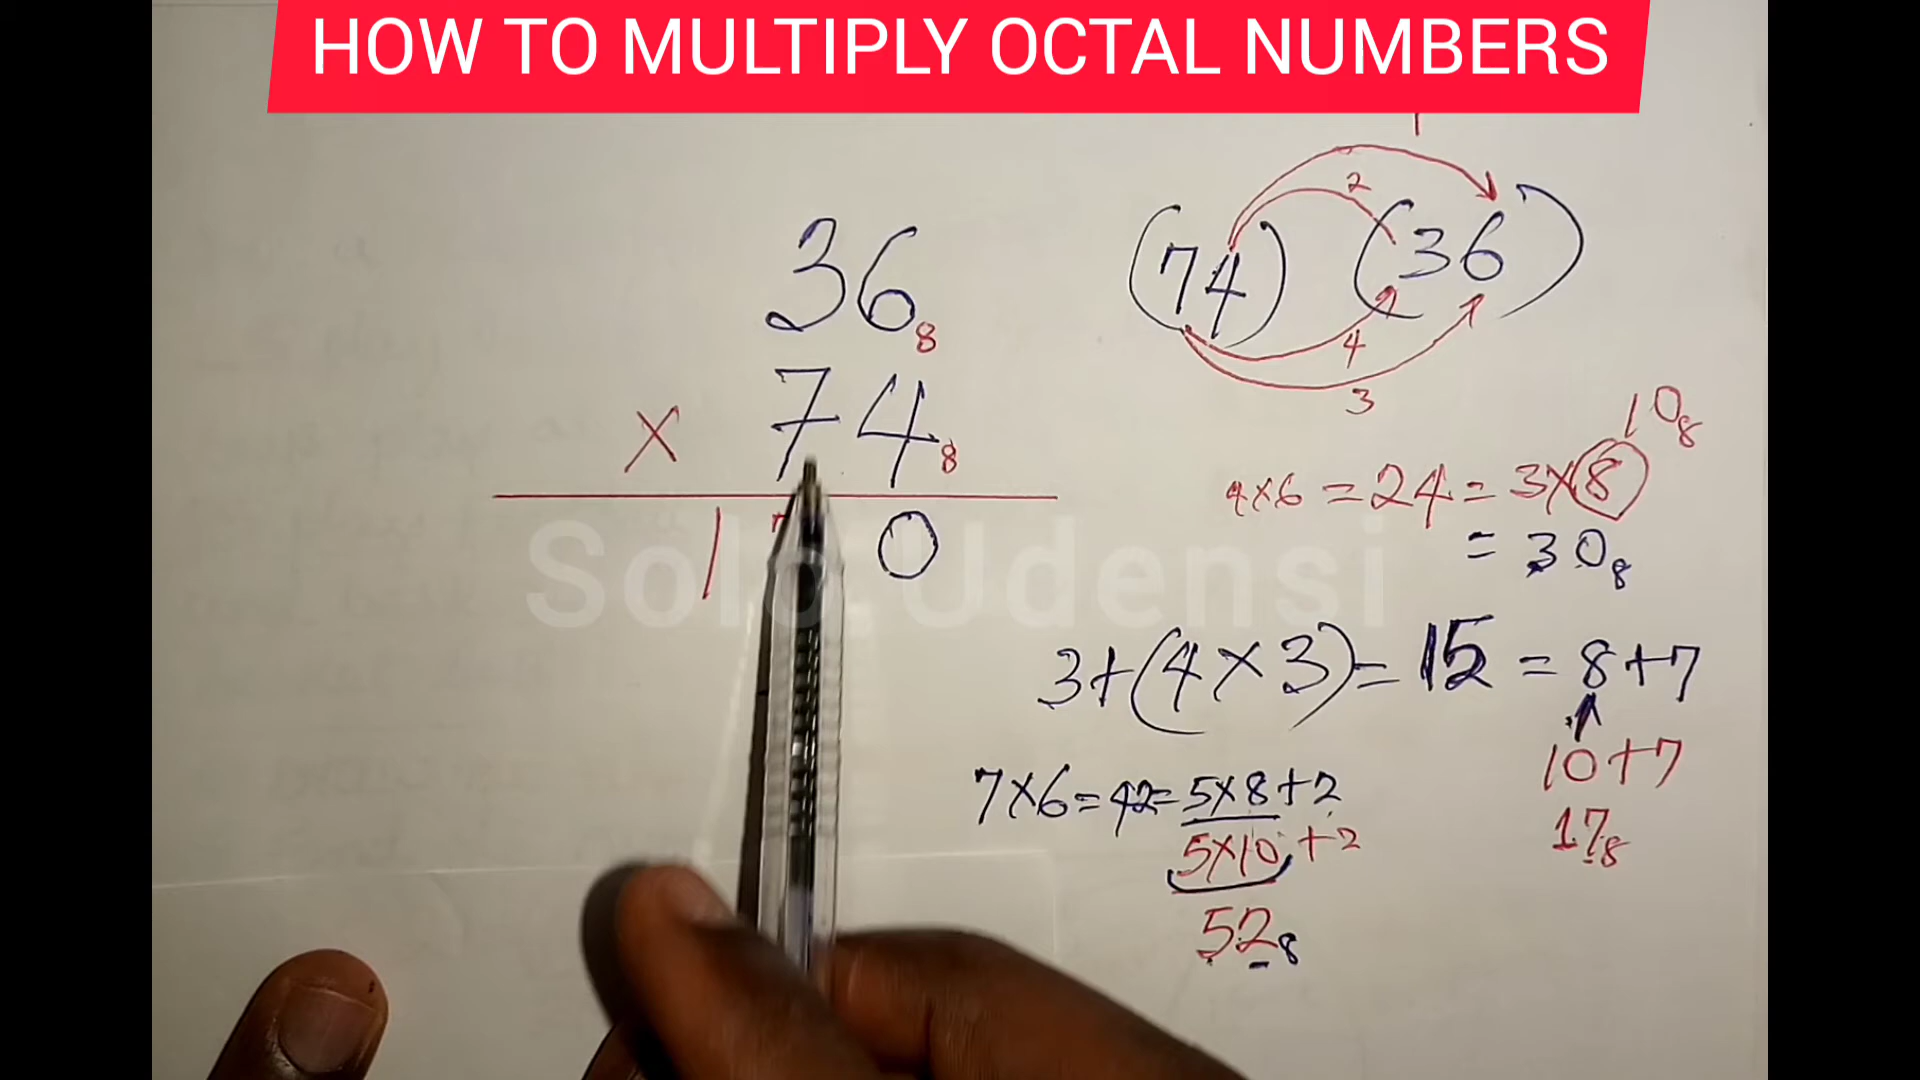 HOW TO MULTIPLY OCTAL NUMBERS
36₈
× 74₈
1 7 0
Solo.Udensi
(74) (36)
1
2
4
3
10₈
4×6 = 24 = 3×8
= 30₈
3+(4×3) = 15 = 8+7
10+7
17₈
7×6=42=5×8+2
5×10+2
52₈